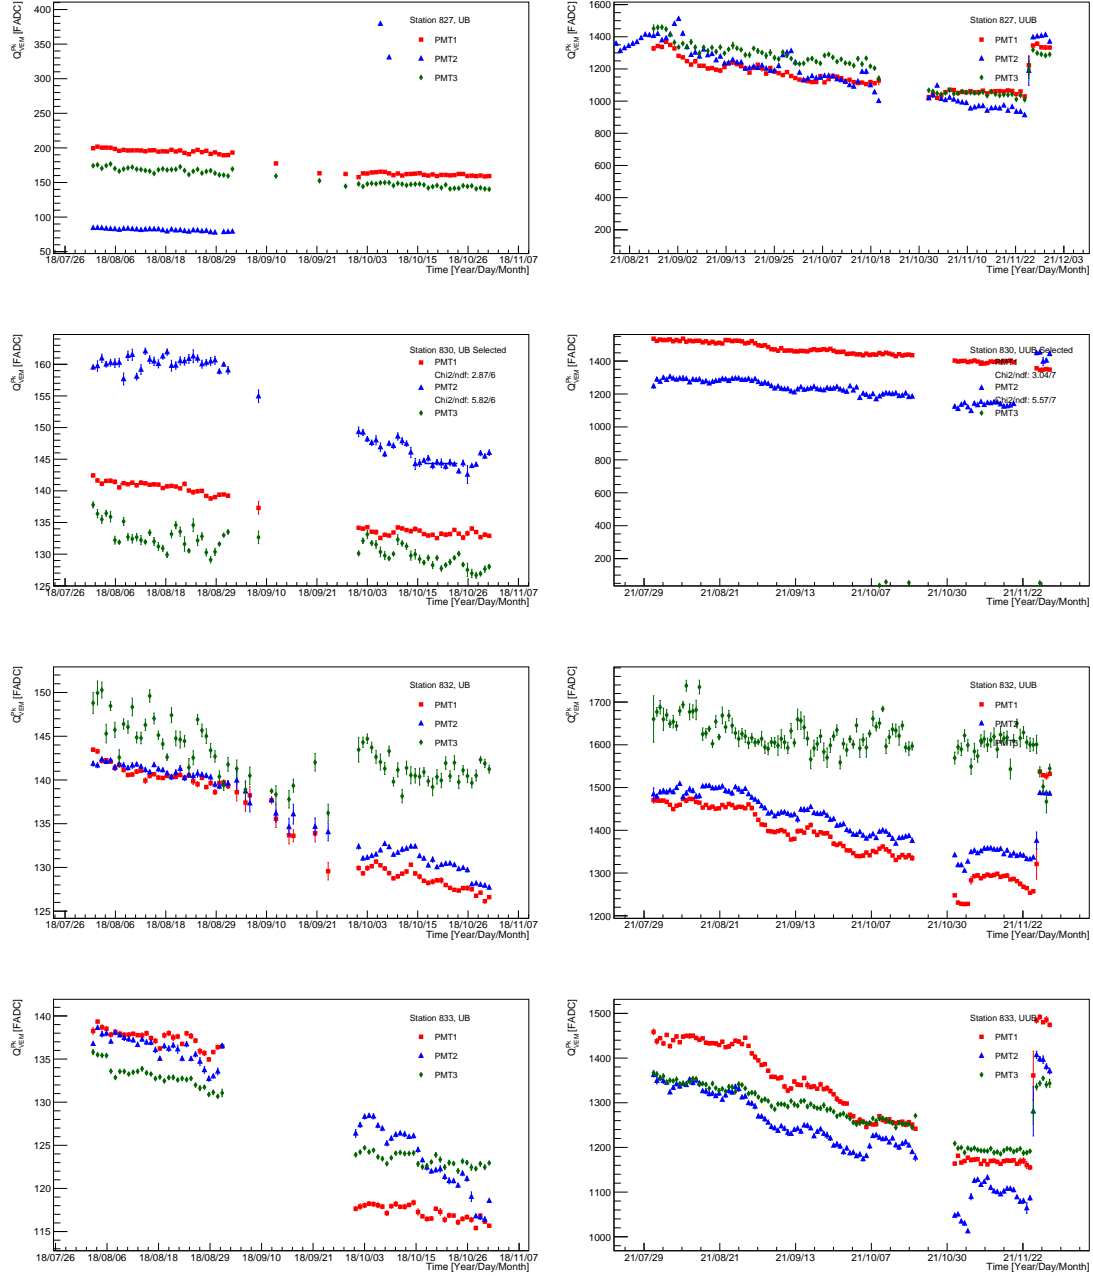 Q^{Pk}_{VEM} [FADC]
Station 827, UB
PMT1
PMT2
PMT3
400
350
300
250
200
150
100
50
18/07/26 18/08/06 18/08/18 18/08/29 18/09/10 18/09/21 18/10/03 18/10/15 18/10/26 18/11/07
Time [Year/Day/Month]
Q^{Pk}_{VEM} [FADC]
Station 827, UUB
PMT1
PMT2
PMT3
1600
1400
1200
1000
800
600
400
200
21/08/21 21/09/02 21/09/13 21/09/25 21/10/07 21/10/18 21/10/30 21/11/10 21/11/22 21/12/03
Time [Year/Day/Month]
Q^{Pk}_{VEM} [FADC]
Station 830, UB Selected
PMT1
Chi2/ndf: 2.87/6
PMT2
Chi2/ndf: 5.82/6
PMT3
160
155
150
145
140
135
130
125
18/07/26 18/08/06 18/08/18 18/08/29 18/09/10 18/09/21 18/10/03 18/10/15 18/10/26 18/11/07
Time [Year/Day/Month]
Q^{Pk}_{VEM} [FADC]
Station 830, UUB Selected
PMT1
Chi2/ndf: 3.04/7
PMT2
Chi2/ndf: 5.57/7
PMT3
1400
1200
1000
800
600
400
200
21/07/29 21/08/21 21/09/13 21/10/07 21/10/30 21/11/22
Time [Year/Day/Month]
Q^{Pk}_{VEM} [FADC]
Station 832, UB
PMT1
PMT2
PMT3
150
145
140
135
130
125
18/07/26 18/08/06 18/08/18 18/08/29 18/09/10 18/09/21 18/10/03 18/10/15 18/10/26 18/11/07
Time [Year/Day/Month]
Q^{Pk}_{VEM} [FADC]
Station 832, UUB
PMT1
PMT2
PMT3
1700
1600
1500
1400
1300
1200
21/07/29 21/08/21 21/09/13 21/10/07 21/10/30 21/11/22
Time [Year/Day/Month]
Q^{Pk}_{VEM} [FADC]
Station 833, UB
PMT1
PMT2
PMT3
140
135
130
125
120
115
18/07/26 18/08/06 18/08/18 18/08/29 18/09/10 18/09/21 18/10/03 18/10/15 18/10/26 18/11/07
Time [Year/Day/Month]
Q^{Pk}_{VEM} [FADC]
Station 833, UUB
PMT1
PMT2
PMT3
1500
1400
1300
1200
1100
1000
21/07/29 21/08/21 21/09/13 21/10/07 21/10/30 21/11/22
Time [Year/Day/Month]